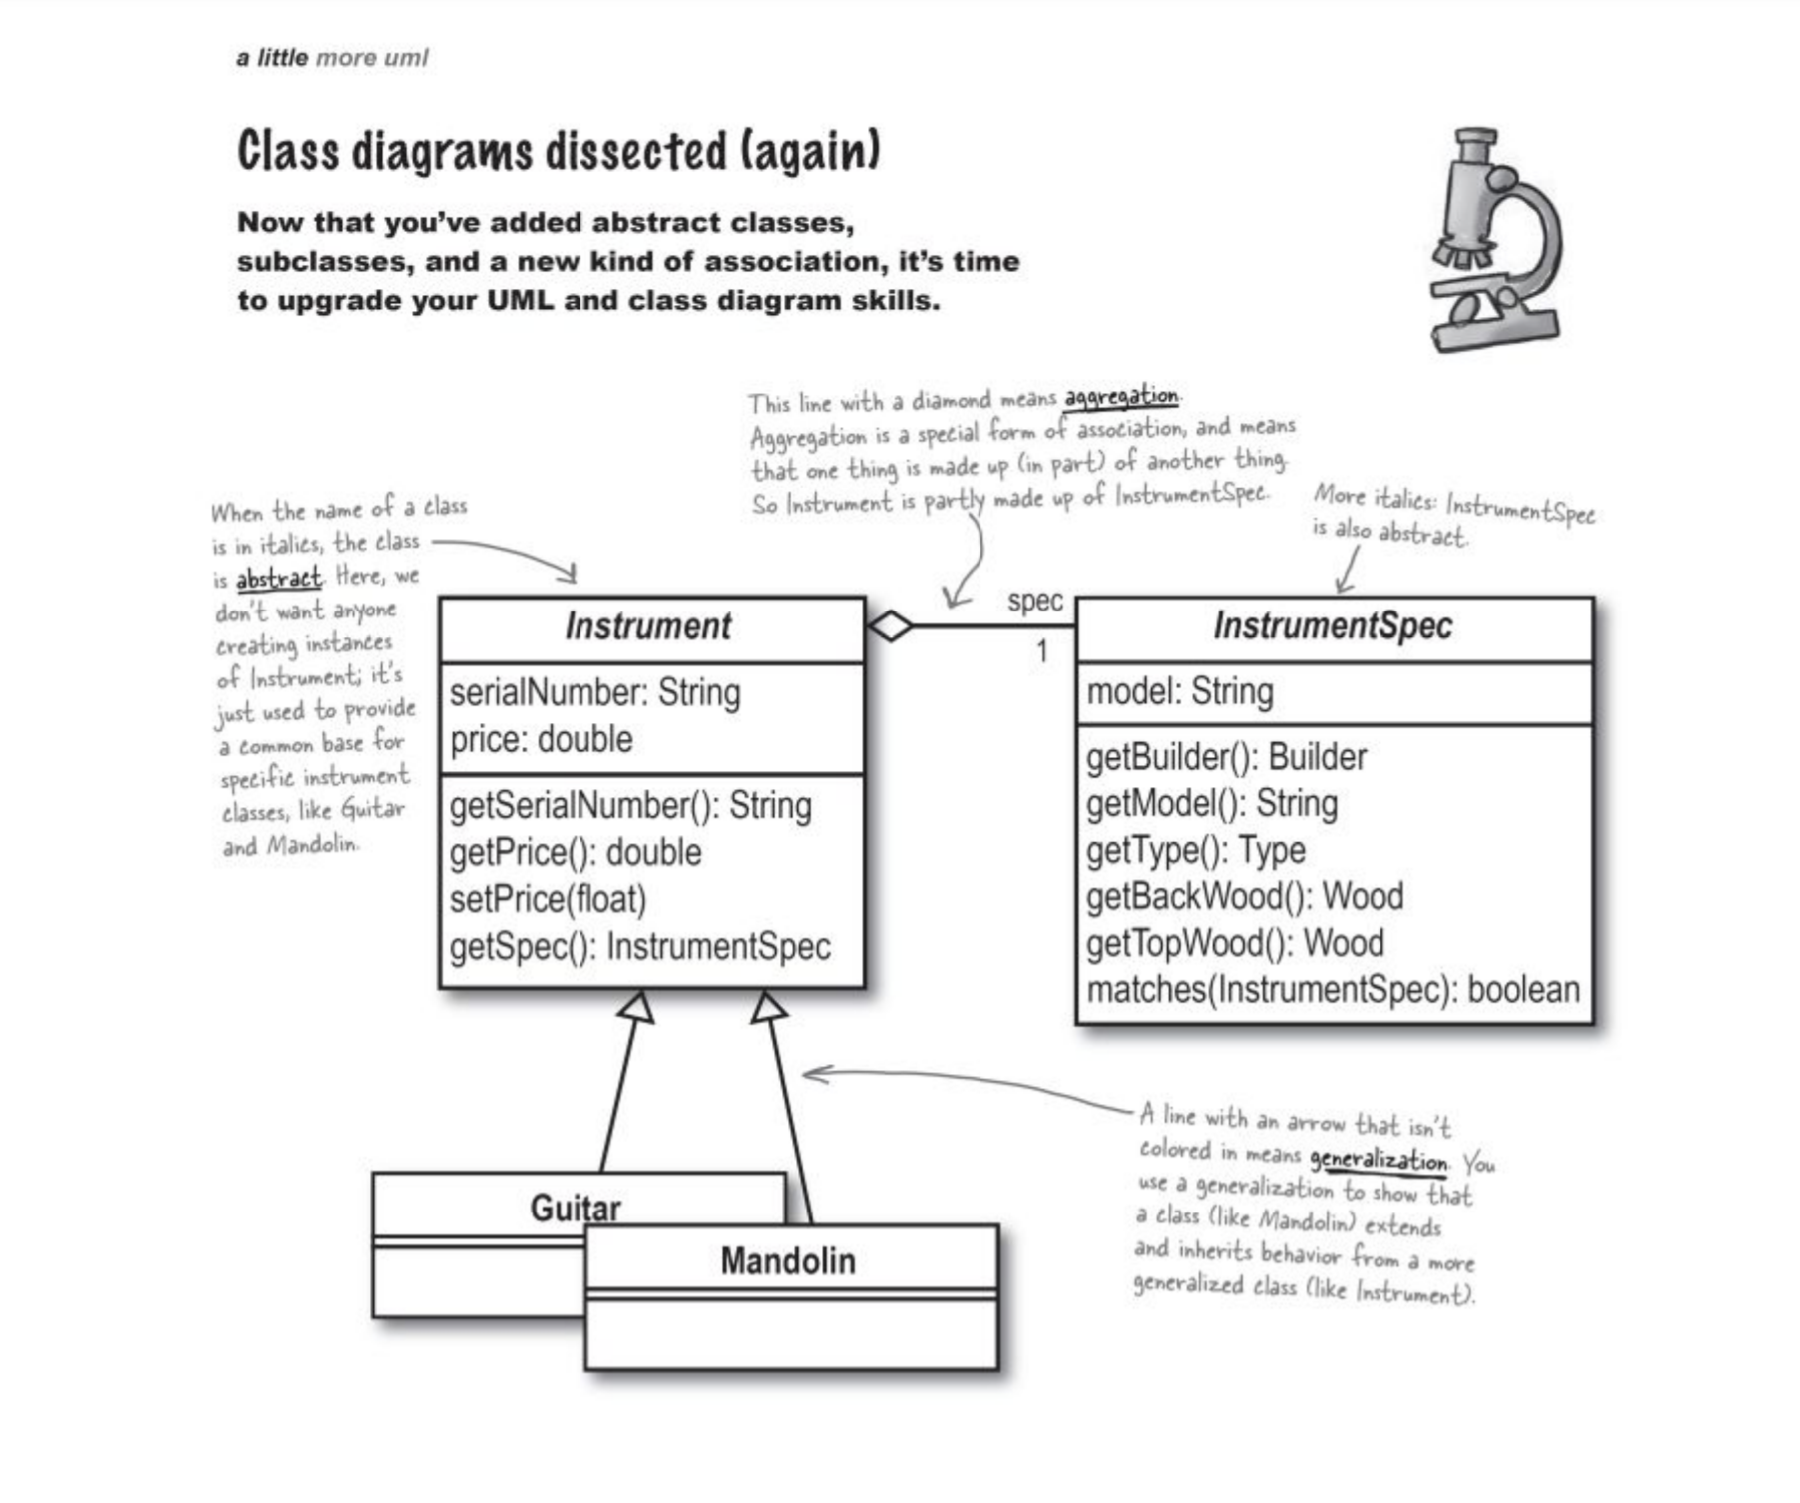 a little more uml
Class diagrams dissected (again)
Now that you've added abstract classes,
subclasses, and a new kind of association, it's time
to upgrade your UML and class diagram skills.
This line with a diamond means aggregation.
Aggregation is a special form of association, and means
that one thing is made up (in part) of another thing.
So Instrument is partly made up of InstrumentSpec.
More italics: InstrumentSpec
is also abstract.
When the name of a class
is in italics, the class
is abstract. Here, we
don't want anyone
creating instances
of Instrument; it's
just used to provide
a common base for
specific instrument
classes, like Guitar
and Mandolin.
Instrument
serialNumber: String
price: double
getSerialNumber(): String
getPrice(): double
setPrice(float)
getSpec(): InstrumentSpec
spec
1
InstrumentSpec
model: String
getBuilder(): Builder
getModel(): String
getType(): Type
getBackWood(): Wood
getTopWood(): Wood
matches(InstrumentSpec): boolean
A line with an arrow that isn't
colored in means generalization. You
use a generalization to show that
a class (like Mandolin) extends
and inherits behavior from a more
generalized class (like Instrument).
Guitar
Mandolin